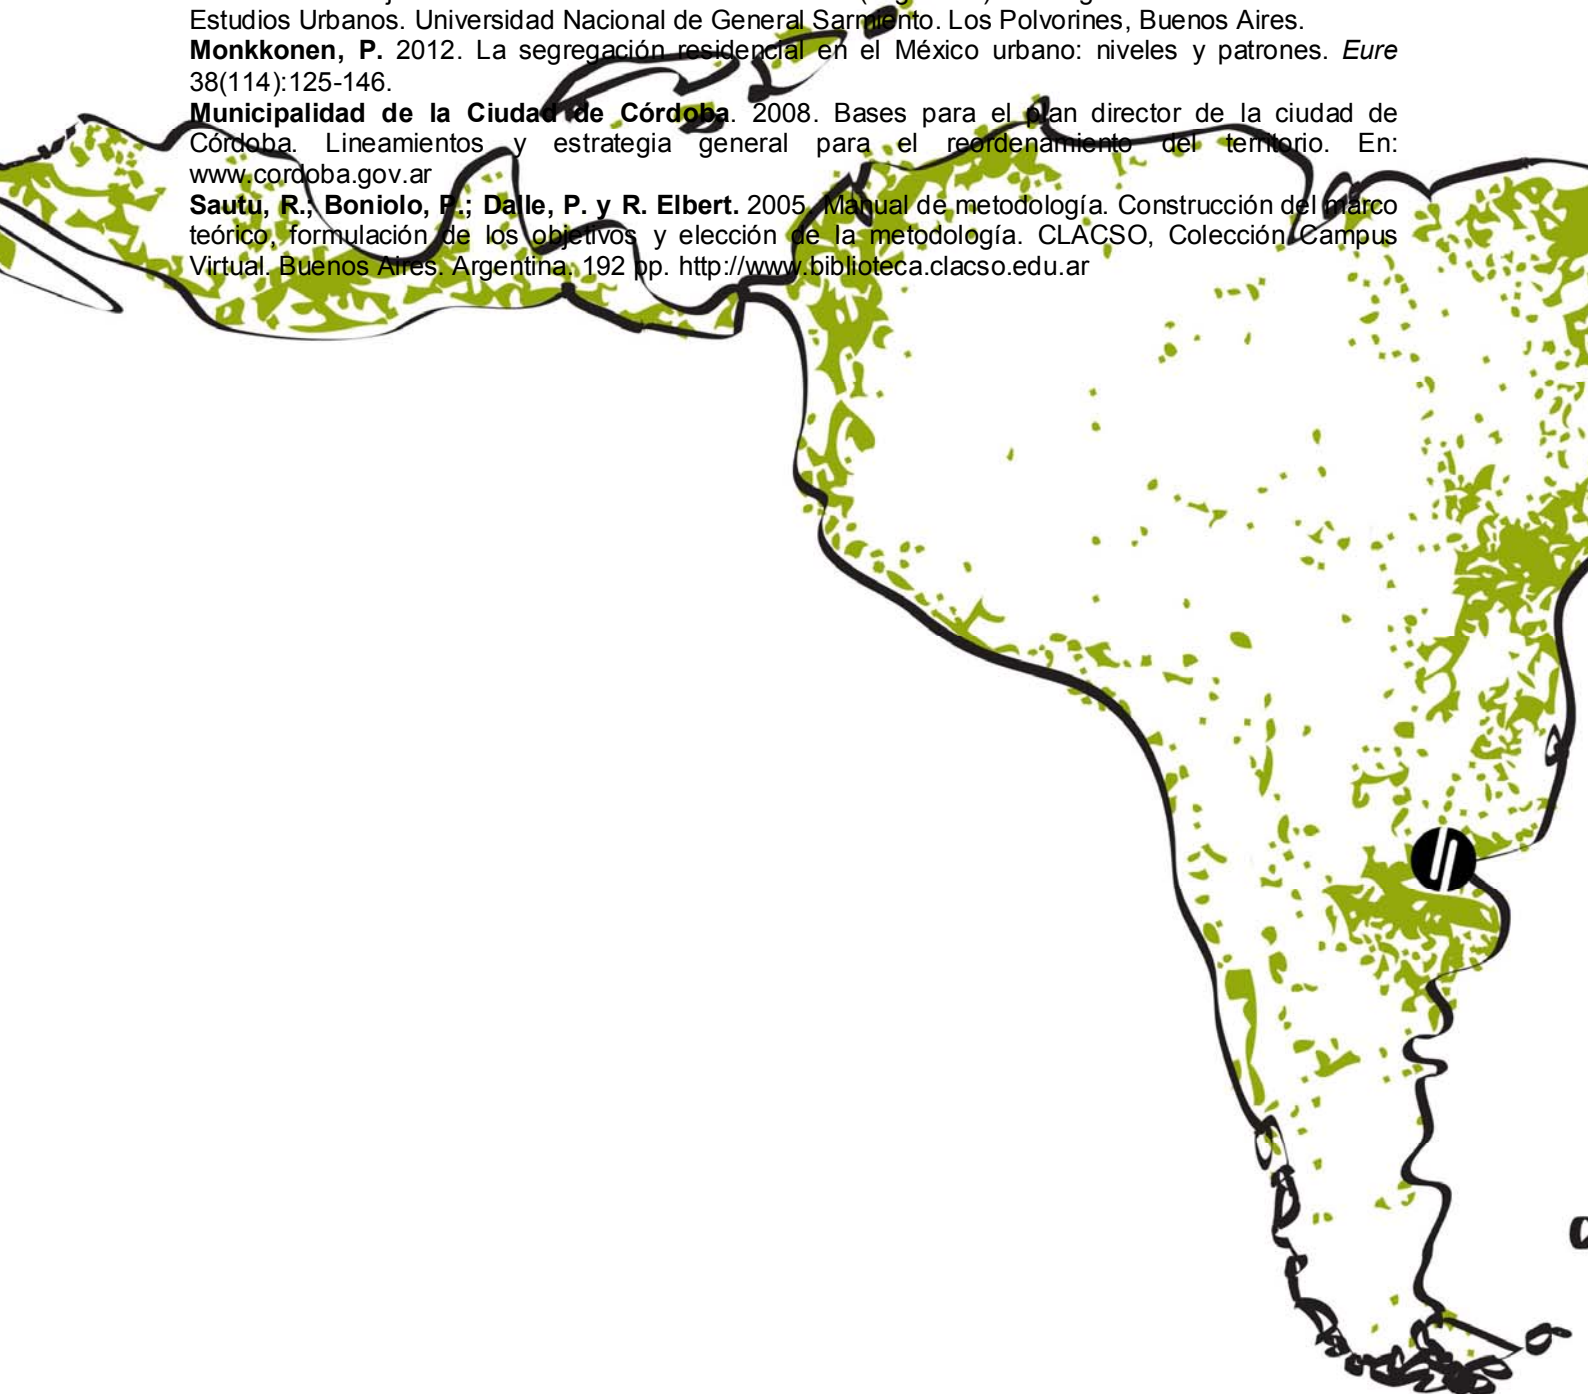 Estudios Urbanos. Universidad Nacional de General Sarmiento. Los Polvorines, Buenos Aires.
Monkkonen, P. 2012. La segregación residencial en el México urbano: niveles y patrones. Eure
38(114):125-146.
Municipalidad de la Ciudad de Córdoba. 2008. Bases para el plan director de la ciudad de
Córdoba. Lineamientos y estrategia general para el reordenamiento del territorio. En:
www.cordoba.gov.ar
Sautu, R.; Boniolo, P.; Dalle, P. y R. Elbert. 2005. Manual de metodología. Construcción del marco
teórico, formulación de los objetivos y elección de la metodología. CLACSO, Colección Campus
Virtual. Buenos Aires. Argentina. 192 pp. http://www.biblioteca.clacso.edu.ar